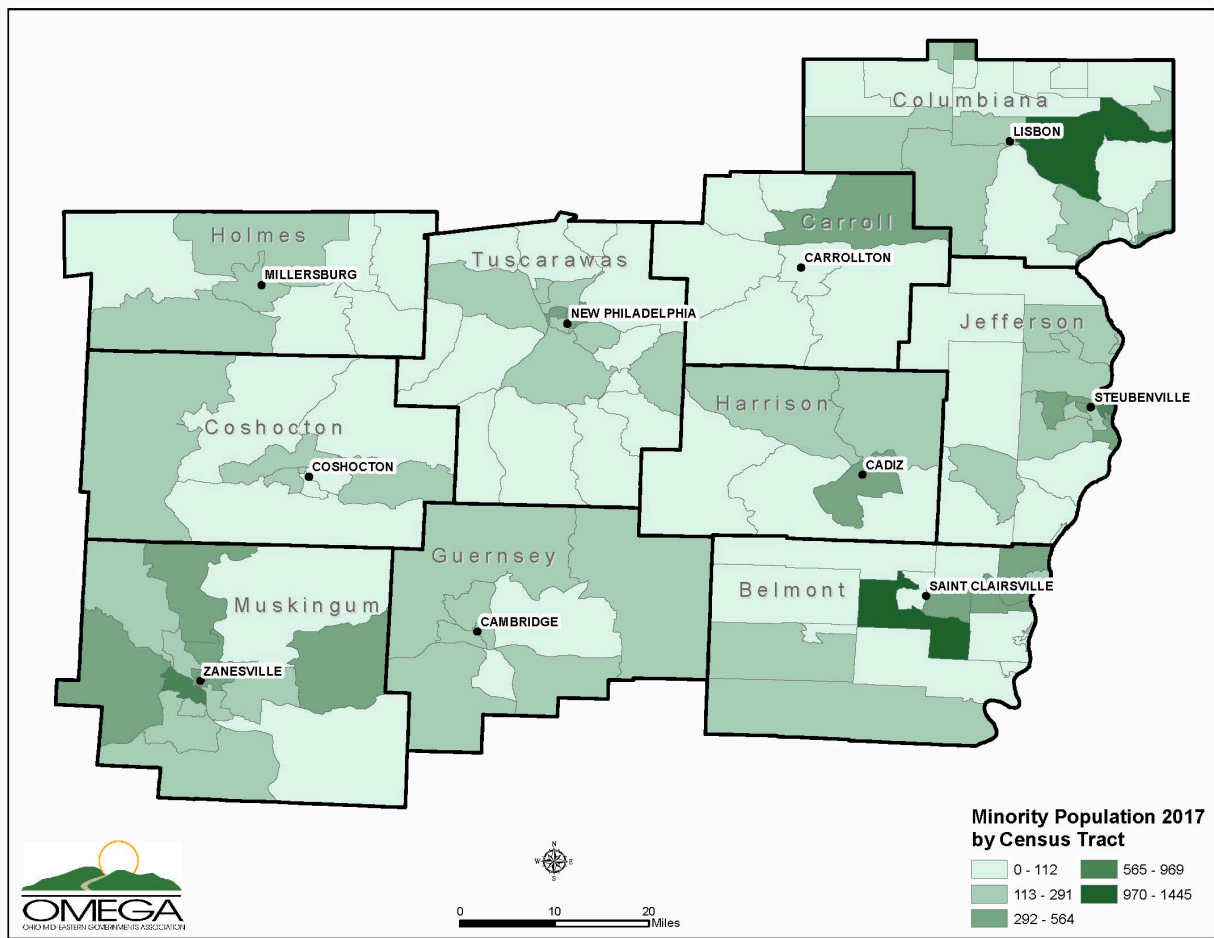 Columbiana
LISBON
Carroll
CARROLLTON
Holmes
MILLERSBURG
Tuscarawas
NEW PHILADELPHIA
Jefferson
STEUBENVILLE
Harrison
CADIZ
Coshocton
COSHOCTON
Guernsey
CAMBRIDGE
Belmont
SAINT CLAIRSVILLE
Muskingum
ZANESVILLE
Minority Population 2017
by Census Tract
0 - 112
565 - 969
113 - 291
970 - 1445
292 - 564
N
W E
S
0 10 20
Miles
OMEGA
OHIO MID-EASTERN GOVERNMENTS ASSOCIATION